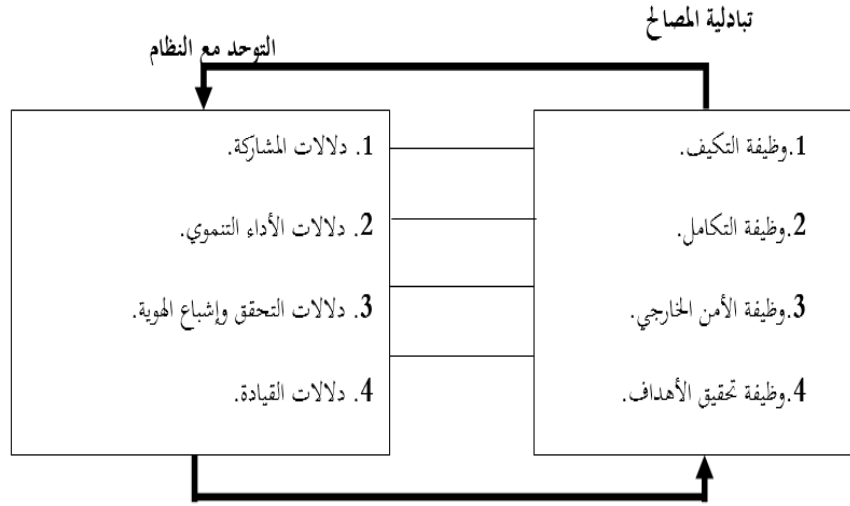 تبادلية المصالح
التوحد مع النظام
1.وظيفة التكيف.
2.وظيفة التكامل.
3.وظيفة الأمن الخارجي.
4.وظيفة تحقيق الأهداف.
1. دلالات المشاركة.
2. دلالات الأداء التنموي.
3. دلالات التحقق وإشباع الهوية.
4. دلالات القيادة.